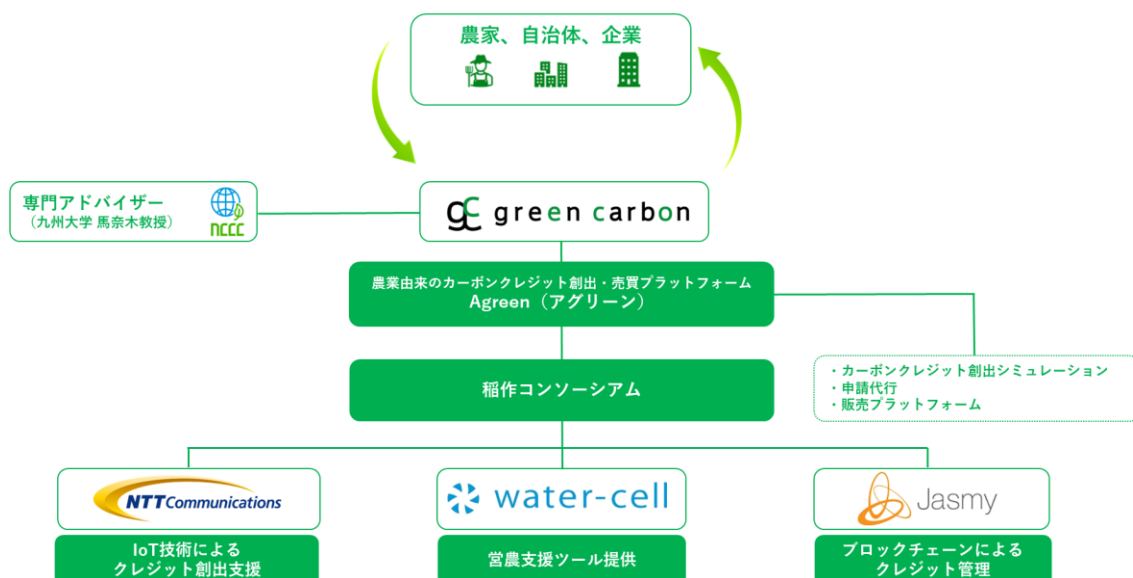 農家、自治体、企業
専門アドバイザー
（九州大学 馬奈木教授）
nccc
gc green carbon
農業由来のカーボンクレジット創出・売買プラットフォーム
Agreen（アグリーン）
稲作コンソーシアム
・カーボンクレジット創出シミュレーション
・申請代行
・販売プラットフォーム
NTT Communications
IoT技術による
クレジット創出支援
water-cell
営農支援ツール提供
Jasmy
ブロックチェーンによる
クレジット管理